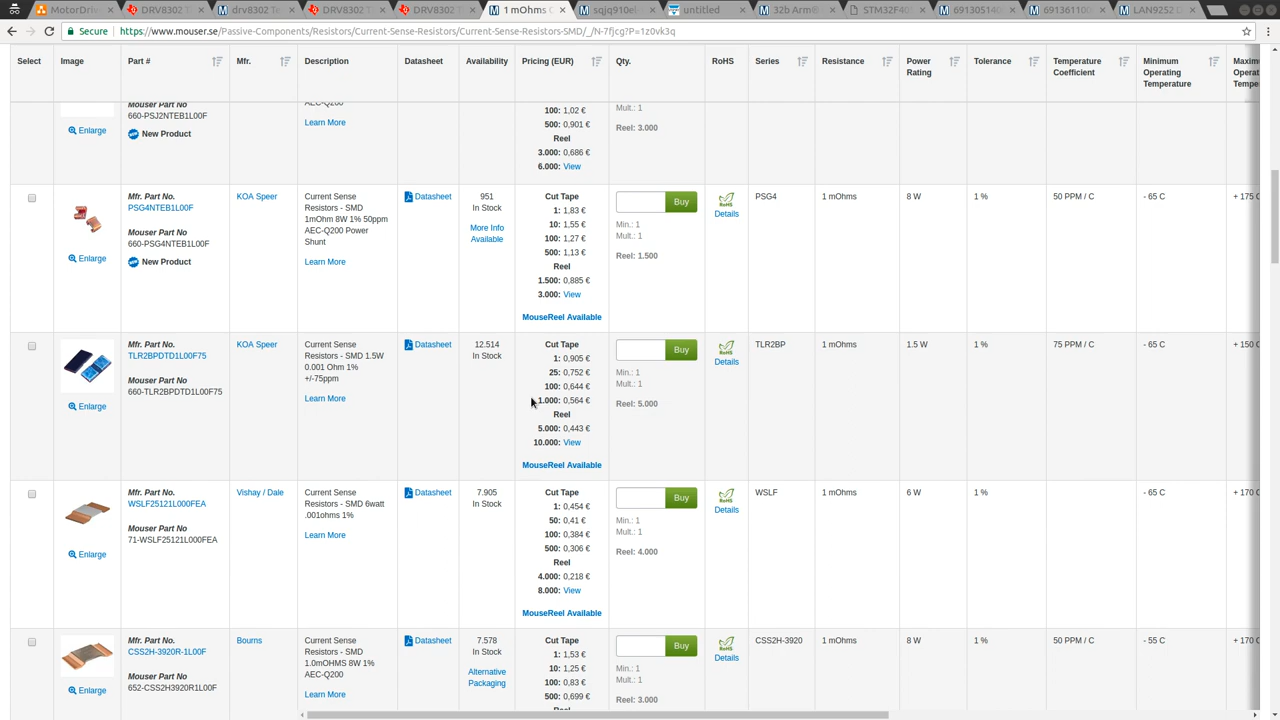 MotorDriv
DRV8302 T
drv8302 Te
DRV8302 T
DRV8302 T
1 mOhms C
sqjq910el
untitled
32b Arm®
STM32F405
691305140
691361100
LAN9252 D
Secure https://www.mouser.se/Passive-Components/Resistors/Current-Sense-Resistors/Current-Sense-Resistors-SMD/_/N-7fjcg?P=1z0vk3q
Select Image Part # Mfr. Description Datasheet Availability Pricing (EUR) Qty. RoHS Series Resistance Power Rating Tolerance Temperature Coefficient Minimum Operating Temperature Maximu Operat Tempe
Mouser Part No
660-PSJ2NTEB1L00F
New Product
Enlarge
AEC-Q200
Learn More
100: 1,02 €
500: 0,901 €
Reel
3.000: 0,686 €
6.000: View
Mult.: 1
Reel: 3.000
Enlarge
Mfr. Part No.
PSG4NTEB1L00F
Mouser Part No
660-PSG4NTEB1L00F
New Product
KOA Speer
Current Sense
Resistors - SMD
1mOhm 8W 1% 50ppm
AEC-Q200 Power
Shunt
Learn More
Datasheet
951
In Stock
More Info
Available
Cut Tape
1: 1,83 €
10: 1,55 €
100: 1,27 €
500: 1,13 €
Reel
1.500: 0,885 €
3.000: View
MouseReel Available
Buy
Min.: 1
Mult.: 1
Reel: 1.500
RoHS
Details
PSG4
1 mOhms
8 W
1 %
50 PPM / C
- 65 C
+ 175 C
Enlarge
Mfr. Part No.
TLR2BPDTD1L00F75
Mouser Part No
660-TLR2BPDTD1L00F75
KOA Speer
Current Sense
Resistors - SMD 1.5W
0.001 Ohm 1%
+/-75ppm
Learn More
Datasheet
12.514
In Stock
Cut Tape
1: 0,905 €
25: 0,752 €
100: 0,644 €
1.000: 0,564 €
Reel
5.000: 0,443 €
10.000: View
MouseReel Available
Buy
Min.: 1
Mult.: 1
Reel: 5.000
RoHS
Details
TLR2BP
1 mOhms
1.5 W
1 %
75 PPM / C
- 65 C
+ 150 C
Enlarge
Mfr. Part No.
WSLF25121L000FEA
Mouser Part No
71-WSLF25121L000FEA
Vishay / Dale
Current Sense
Resistors - SMD 6watt
.001ohms 1%
Learn More
Datasheet
7.905
In Stock
Cut Tape
1: 0,454 €
50: 0,41 €
100: 0,384 €
500: 0,306 €
Reel
4.000: 0,218 €
8.000: View
MouseReel Available
Buy
Min.: 1
Mult.: 1
Reel: 4.000
RoHS
Details
WSLF
1 mOhms
6 W
1 %
- 65 C
+ 170 C
Enlarge
Mfr. Part No.
CSS2H-3920R-1L00F
Mouser Part No
652-CSS2H3920R1L00F
Bourns
Current Sense
Resistors - SMD
1.0mOHMS 8W 1%
AEC-Q200
Learn More
Datasheet
7.578
In Stock
Alternative
Packaging
Cut Tape
1: 1,53 €
10: 1,25 €
100: 0,83 €
500: 0,699 €
Buy
Min.: 1
Mult.: 1
Reel: 3.000
RoHS
Details
CSS2H-3920
1 mOhms
8 W
1 %
50 PPM / C
- 55 C
+ 170 C